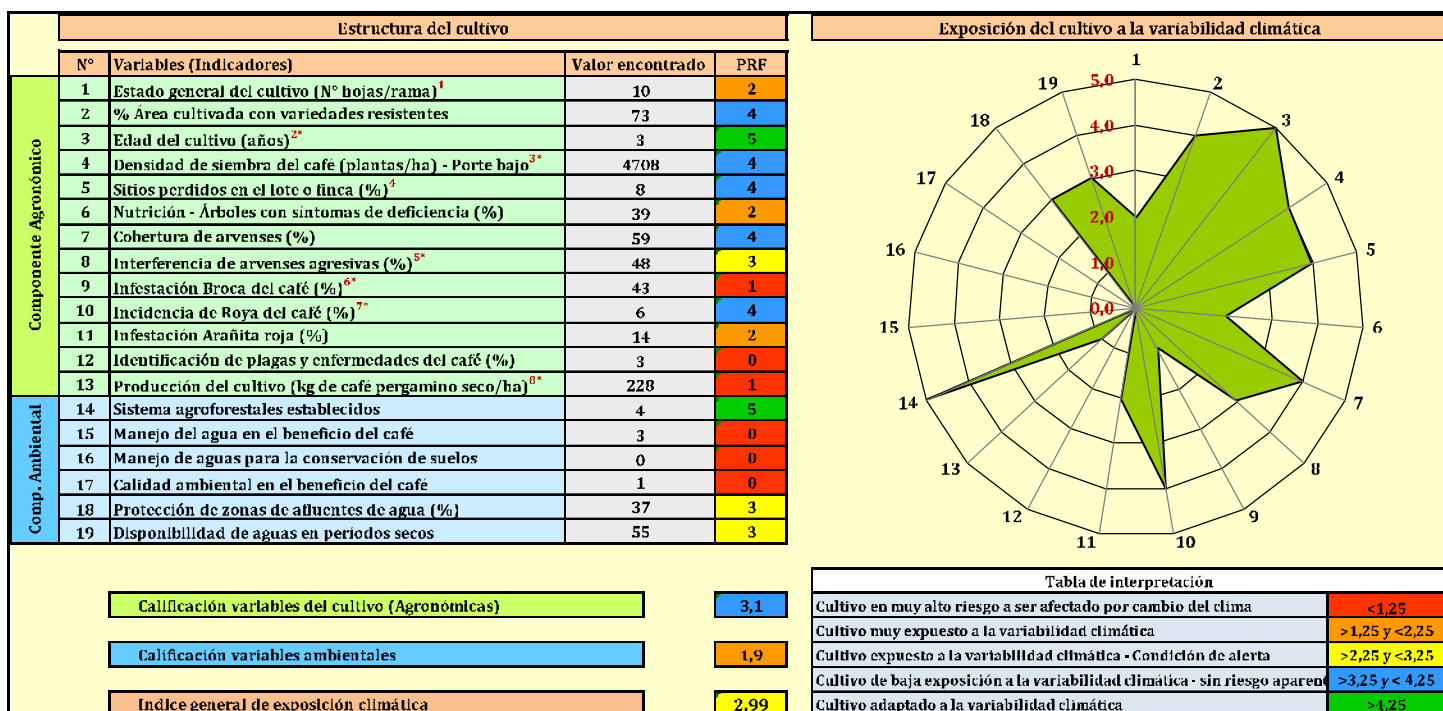 Estructura del cultivo
N° Variables (Indicadores) Valor encontrado PRF
Componente Agronómico
1 Estado general del cultivo (N° hojas/rama)1 10 2
2 % Área cultivada con variedades resistentes 73 4
3 Edad del cultivo (años)2* 3 5
4 Densidad de siembra del café (plantas/ha) - Porte bajo3* 4708 4
5 Sitios perdidos en el lote o finca (%)4 8 4
6 Nutrición - Árboles con síntomas de deficiencia (%) 39 2
7 Cobertura de arvenses (%) 59 4
8 Interferencia de arvenses agresivas (%)5* 48 3
9 Infestación Broca del café (%)6* 43 1
10 Incidencia de Roya del café (%)7* 6 4
11 Infestación Arañita roja (%) 14 2
12 Identificación de plagas y enfermedades del café (%) 3 0
13 Producción del cultivo (kg de café pergamino seco/ha)8* 228 1
Comp. Ambiental
14 Sistema agroforestales establecidos 4 5
15 Manejo del agua en el beneficio del café 3 0
16 Manejo de aguas para la conservación de suelos 0 0
17 Calidad ambiental en el beneficio del café 1 0
18 Protección de zonas de afluentes de agua (%) 37 3
19 Disponibilidad de aguas en períodos secos 55 3
Calificación variables del cultivo (Agronómicas) 3,1
Calificación variables ambientales 1,9
Indice general de exposición climática 2,99
Exposición del cultivo a la variabilidad climática
1
2
3
4
5
6
7
8
9
10
11
12
13
14
15
16
17
18
19
5,0
4,0
3,0
2,0
1,0
0,0
Tabla de interpretación
Cultivo en muy alto riesgo a ser afectado por cambio del clima <1,25
Cultivo muy expuesto a la variabilidad climática >1,25 y <2,25
Cultivo expuesto a la variabilidad climática - Condición de alerta >2,25 y <3,25
Cultivo de baja exposición a la variabilidad climática - sin riesgo aparen >3,25 y < 4,25
Cultivo adaptado a la variabilidad climática >4,25